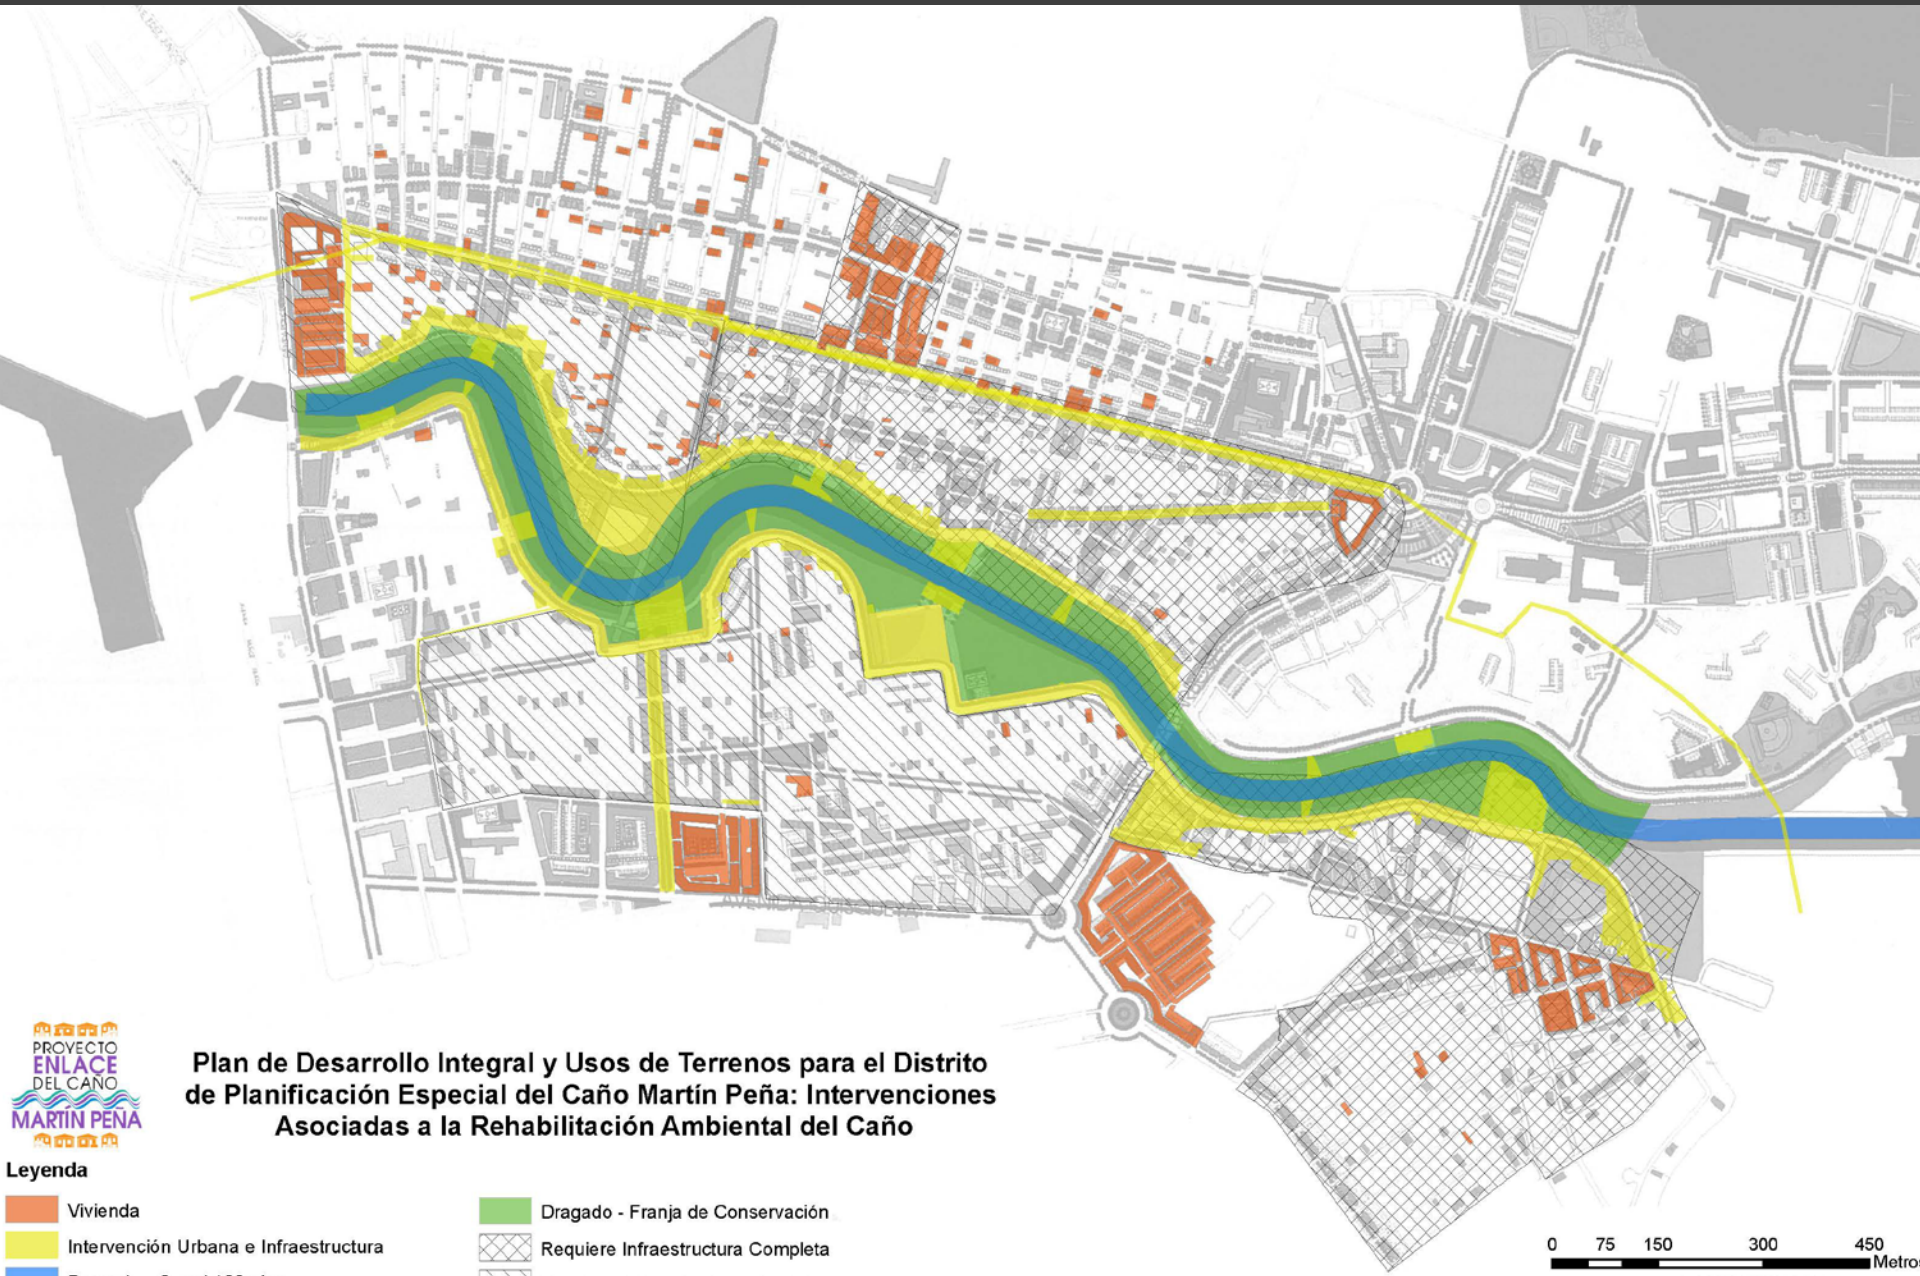 PROYECTO
ENLACE
DEL CAÑO
MARTÍN PEÑA
Plan de Desarrollo Integral y Usos de Terrenos para el Distrito
de Planificación Especial del Caño Martín Peña: Intervenciones
Asociadas a la Rehabilitación Ambiental del Caño
Leyenda
Vivienda
Intervención Urbana e Infraestructura
Dragado - Franja de Conservación
Requiere Infraestructura Completa
0 75 150 300 450
Metros